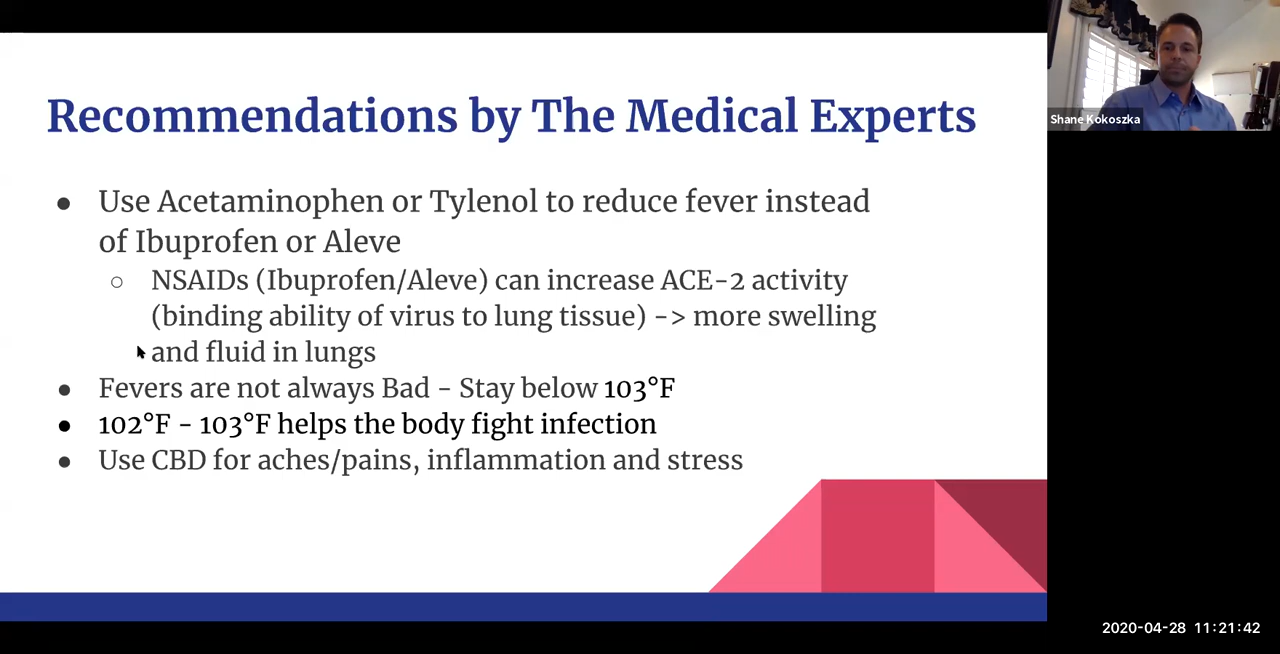 Recommendations by The Medical Experts
Use Acetaminophen or Tylenol to reduce fever instead
of Ibuprofen or Aleve
NSAIDs (Ibuprofen/Aleve) can increase ACE-2 activity
(binding ability of virus to lung tissue) -> more swelling
and fluid in lungs
Fevers are not always Bad - Stay below 103°F
102°F - 103°F helps the body fight infection
Use CBD for aches/pains, inflammation and stress
Shane Kokoszka
2020-04-28 11:21:42